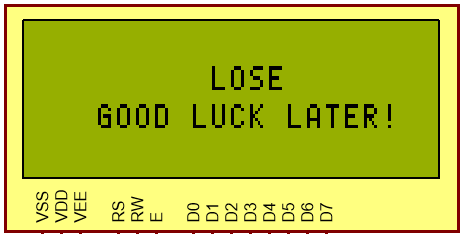 LOSE
GOOD LUCK LATER!
VSS
VDD
VEE
RS
RW
E
D0
D1
D2
D3
D4
D5
D6
D7